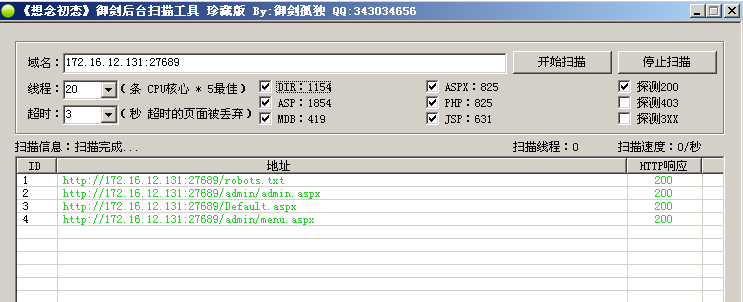 《想念初态》御剑后台扫描工具 珍藏版 By:御剑孤独 QQ:343034656
域名： 172.16.12.131:27689 开始扫描 停止扫描
线程： 20 (条 CPU核心 * 5最佳) DIR：1154 ASPX：825 探测200
ASP：1854 PHP：825 探测403
超时： 3 (秒 超时的页面被丢弃) MDB：419 JSP：631 探测3XX
扫描信息：扫描完成... 扫描线程：0 扫描速度：0/秒
ID 地址 HTTP响应
1 http://172.16.12.131:27689/robots.txt 200
2 http://172.16.12.131:27689/admin/admin.aspx 200
3 http://172.16.12.131:27689/Default.aspx 200
4 http://172.16.12.131:27689/admin/menu.aspx 200